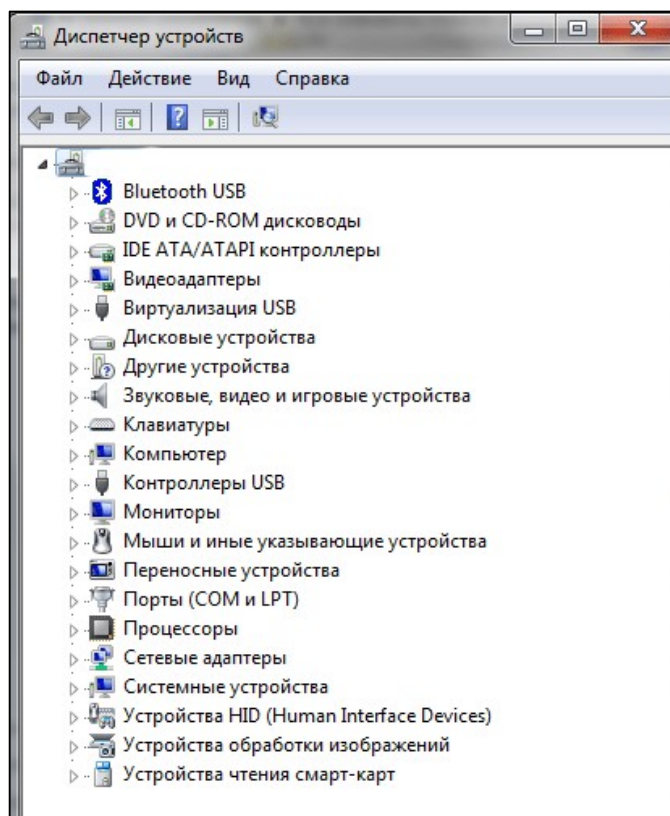 Диспетчер устройств
Файл Действие Вид Справка
Bluetooth USB
DVD и CD-ROM дисководы
IDE ATA/ATAPI контроллеры
Видеоадаптеры
Виртуализация USB
Дисковые устройства
Другие устройства
Звуковые, видео и игровые устройства
Клавиатуры
Компьютер
Контроллеры USB
Мониторы
Мыши и иные указывающие устройства
Переносные устройства
Порты (COM и LPT)
Процессоры
Сетевые адаптеры
Системные устройства
Устройства HID (Human Interface Devices)
Устройства обработки изображений
Устройства чтения смарт-карт